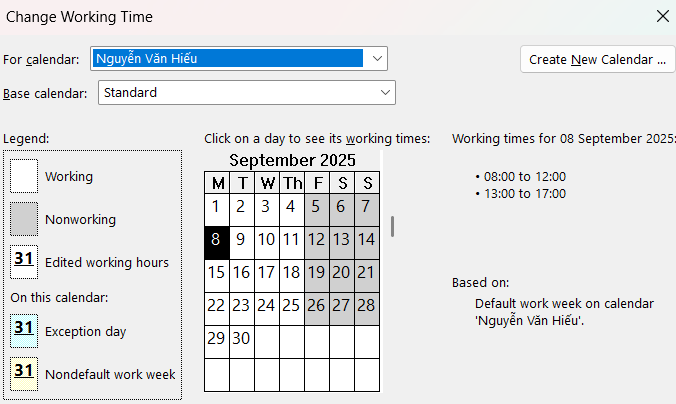 Change Working Time
For calendar: Nguyễn Văn Hiếu Create New Calendar ...
Base calendar: Standard
Legend: Click on a day to see its working times: Working times for 08 September 2025:
Working
Nonworking
31 Edited working hours
On this calendar:
31 Exception day
31 Nondefault work week
September 2025
M T W Th F S S
1 2 3 4 5 6 7
8 9 10 11 12 13 14
15 16 17 18 19 20 21
22 23 24 25 26 27 28
29 30
• 08:00 to 12:00
• 13:00 to 17:00
Based on:
Default work week on calendar
'Nguyễn Văn Hiếu'.